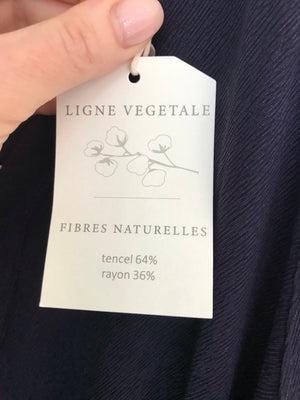 LIGNE VEGETALE
FIBRES NATURELLES
tencel 64%
rayon 36%